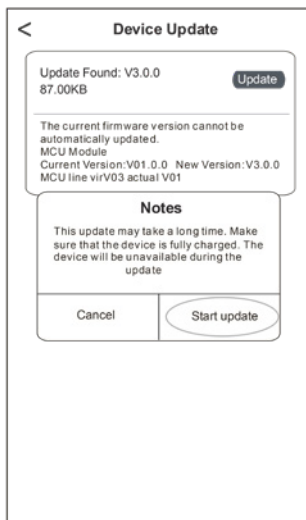 < Device Update
Update Found: V3.0.0
87.00KB
Update
The current firmware version cannot be
automatically updated.
MCU Module
Current Version:V01.0.0 New Version:V3.0.0
MCU line virV03 actual V01
Notes
This update may take a long time. Make
sure that the device is fully charged. The
device will be unavailable during the
update
Cancel
Start update